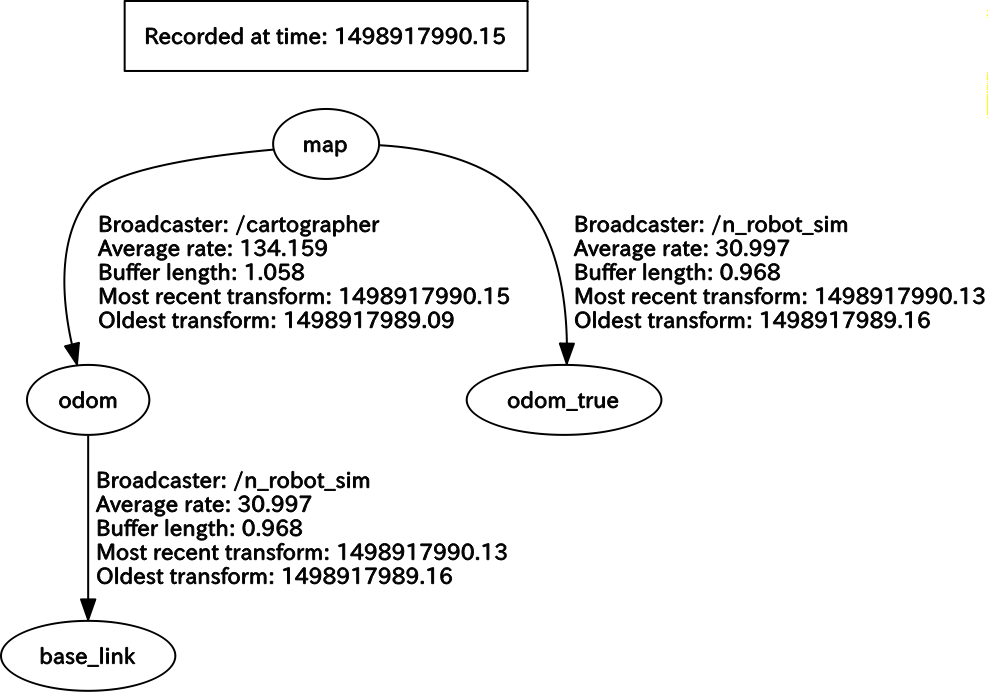 Recorded at time: 1498917990.15
map
Broadcaster: /cartographer
Average rate: 134.159
Buffer length: 1.058
Most recent transform: 1498917990.15
Oldest transform: 1498917989.09
Broadcaster: /n_robot_sim
Average rate: 30.997
Buffer length: 0.968
Most recent transform: 1498917990.13
Oldest transform: 1498917989.16
odom
odom_true
Broadcaster: /n_robot_sim
Average rate: 30.997
Buffer length: 0.968
Most recent transform: 1498917990.13
Oldest transform: 1498917989.16
base_link